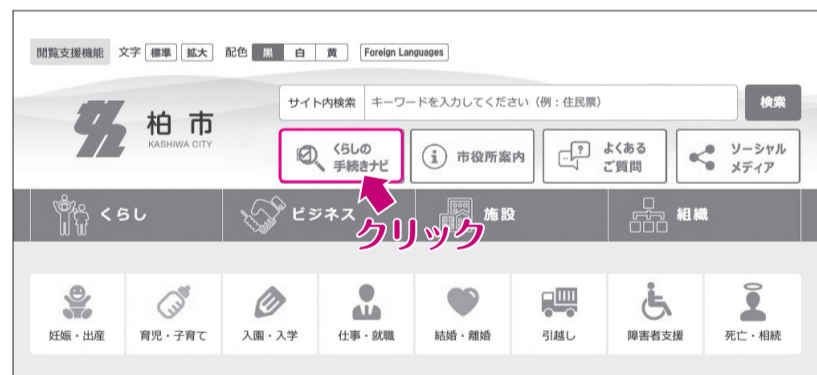 閲覧支援機能 文字 標準 拡大 配色 黒 白 黄 Foreign Languages
サイト内検索 キーワードを入力してください（例：住民票） 検索
柏市
KASHIWA CITY
くらしの
手続きナビ
市役所案内
よくある
ご質問
ソーシャル
メディア
くらし ビジネス 施設 組織
クリック
妊娠・出産 育児・子育て 入園・入学 仕事・就職 結婚・離婚 引越し 障害者支援 死亡・相続